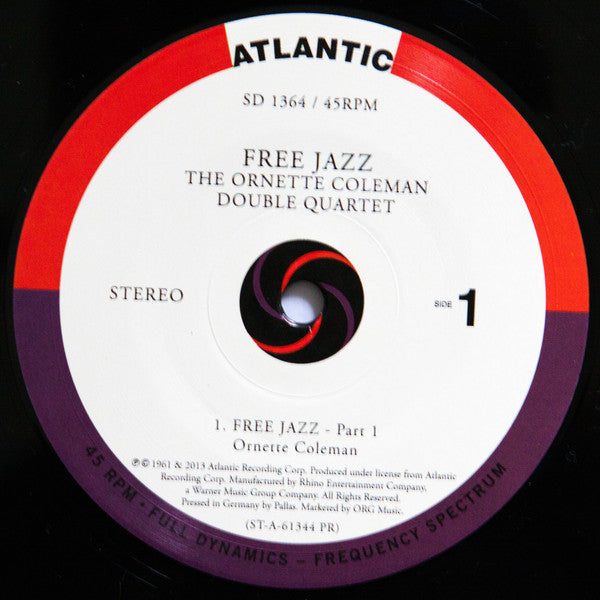 ATLANTIC
SD 1364 / 45RPM
FREE JAZZ
THE ORNETTE COLEMAN
DOUBLE QUARTET
STEREO
SIDE 1
1. FREE JAZZ - Part 1
Ornette Coleman
℗ © 1961 & 2013 Atlantic Recording Corp. Produced under license from Atlantic
Recording Corp. Manufactured by Rhino Entertainment Company,
a Warner Music Group Company. All Rights Reserved.
Pressed in Germany by Pallas. Marketed by ORG Music.
(ST-A-61344 PR)
45 RPM • FULL DYNAMICS – FREQUENCY SPECTRUM